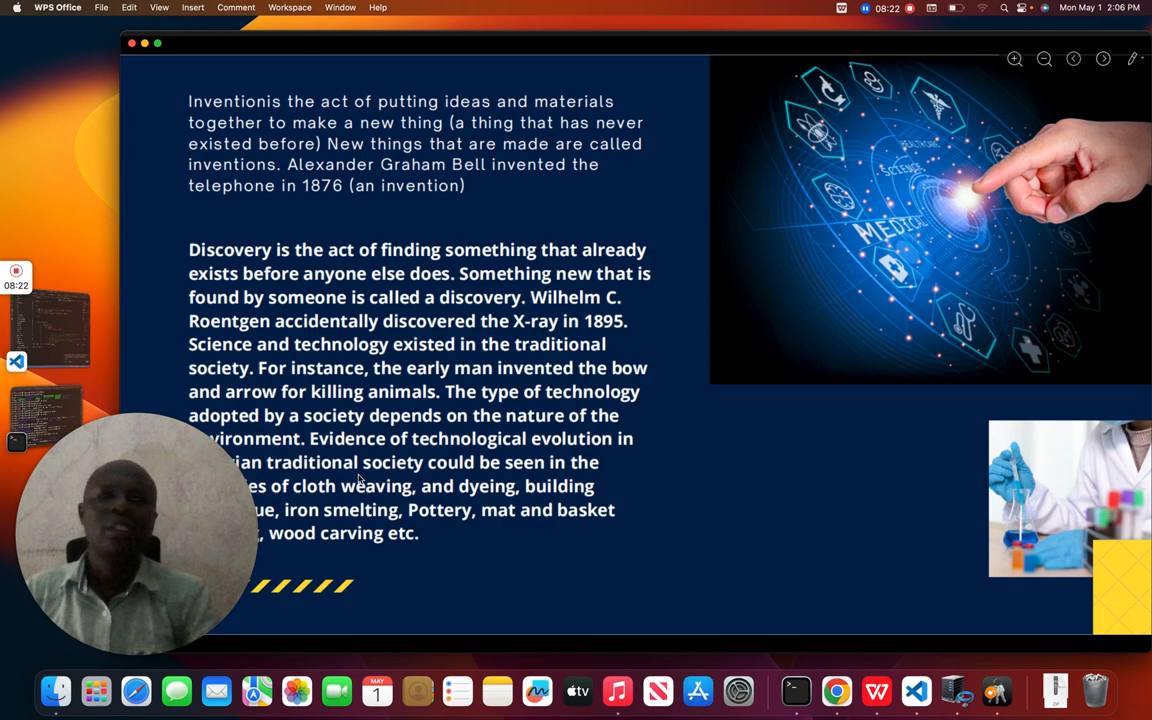 WPS Office File Edit View Insert Comment Workspace Window Help
08:22 Mon May 1 2:06 PM
Inventionis the act of putting ideas and materials
together to make a new thing (a thing that has never
existed before) New things that are made are called
inventions. Alexander Graham Bell invented the
telephone in 1876 (an invention)
HEALTHCARE
SCIENCE
MEDICAL
Discovery is the act of finding something that already
exists before anyone else does. Something new that is
found by someone is called a discovery. Wilhelm C.
Roentgen accidentally discovered the X-ray in 1895.
Science and technology existed in the traditional
society. For instance, the early man invented the bow
and arrow for killing animals. The type of technology
adopted by a society depends on the nature of the
Evidence of technological evolution in
traditional society could be seen in the
of cloth weaving, and dyeing, building
iron smelting, Pottery, mat and basket
wood carving etc.
08:22
MAY
1
tv
ZIP